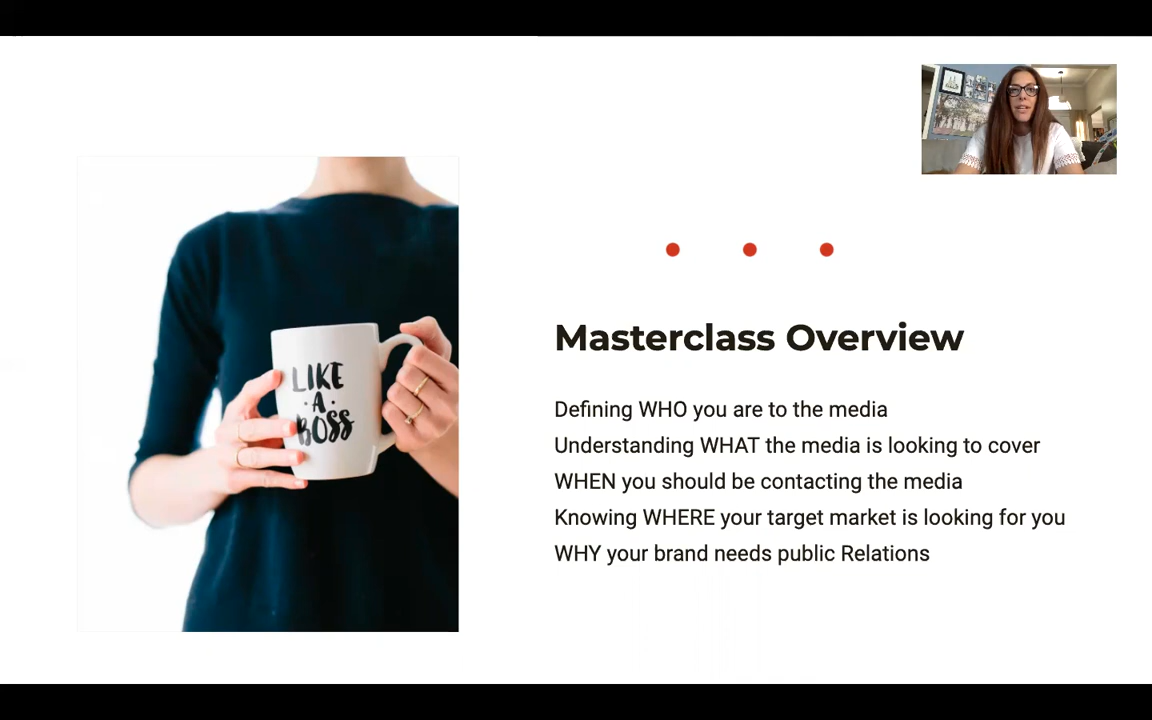 LIKE
·A·
BOSS
Masterclass Overview
Defining WHO you are to the media
Understanding WHAT the media is looking to cover
WHEN you should be contacting the media
Knowing WHERE your target market is looking for you
WHY your brand needs public Relations